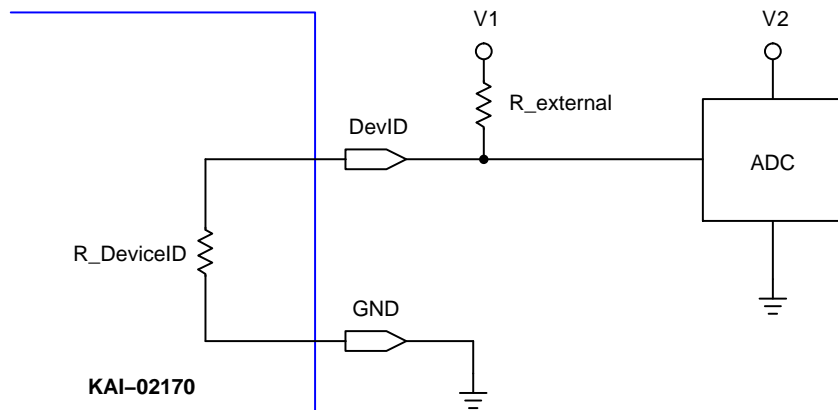 V1
V2
R_external
DevID
ADC
R_DeviceID
GND
KAI−02170